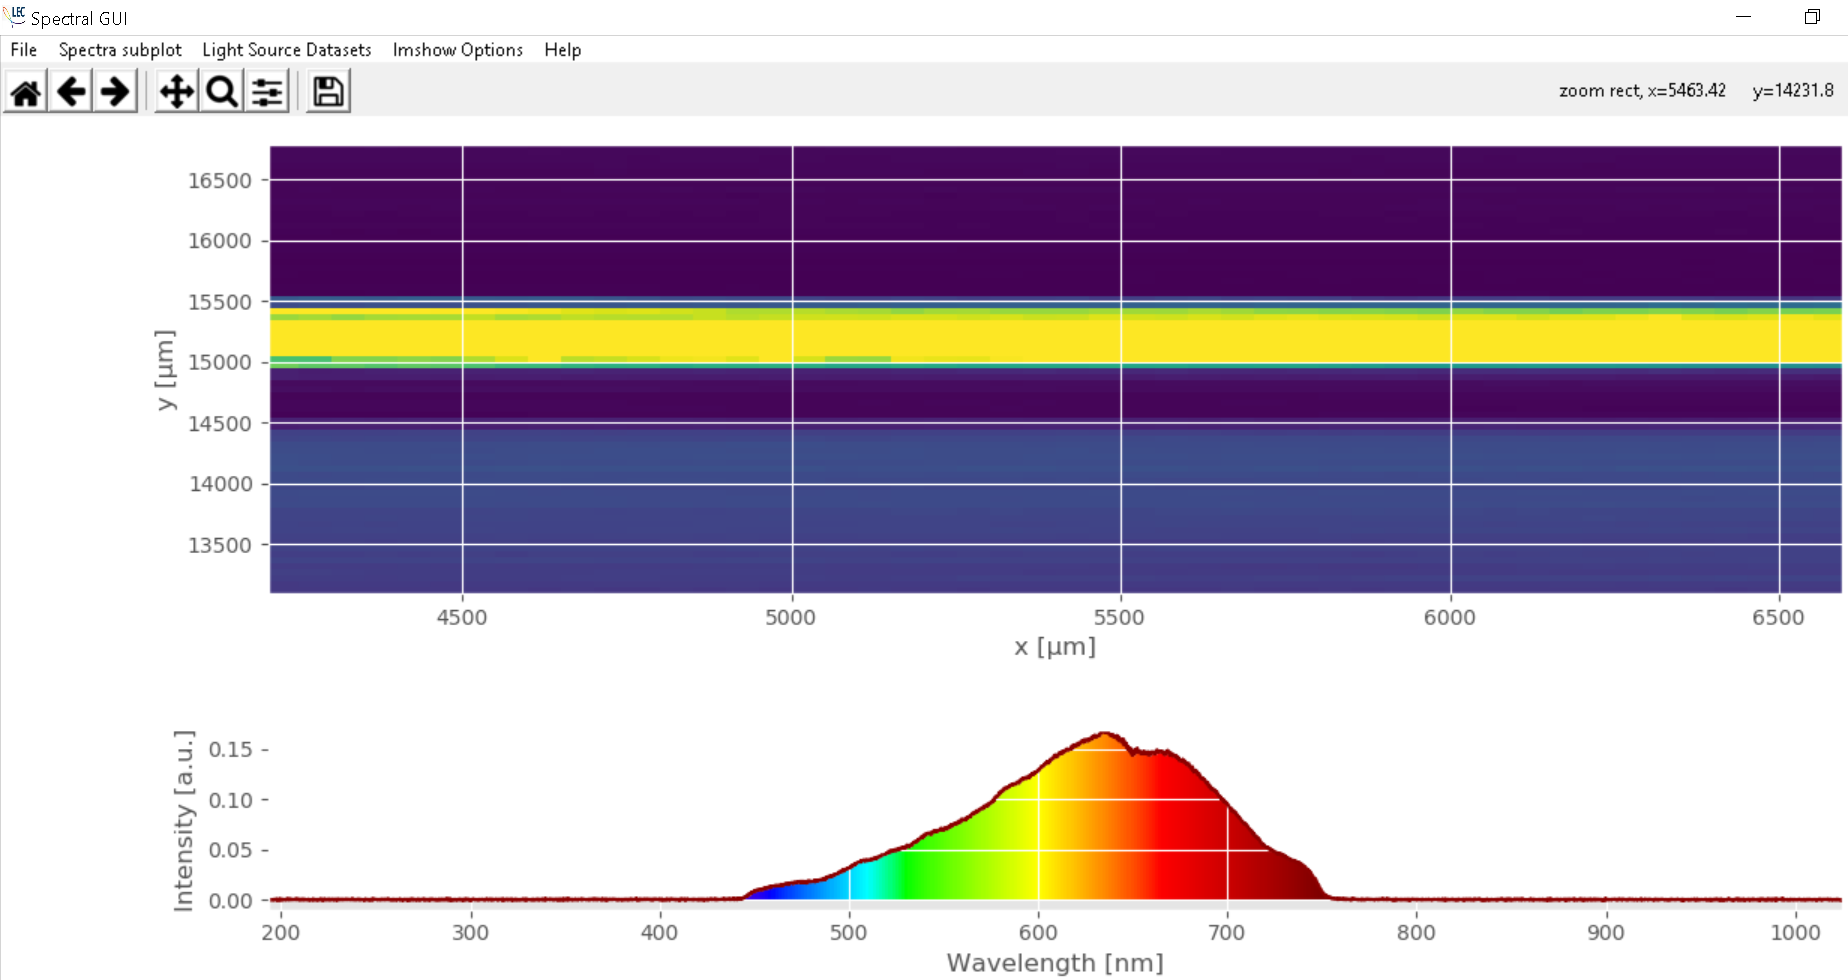 LEC Spectral GUI
File Spectra subplot Light Source Datasets Imshow Options Help
zoom rect, x=5463.42 y=14231.8
16500
16000
15500
15000
14500
14000
13500
y [µm]
4500 5000 5500 6000 6500
x [µm]
0.15
0.10
0.05
0.00
Intensity [a.u.]
200 300 400 500 600 700 800 900 1000
Wavelength [nm]